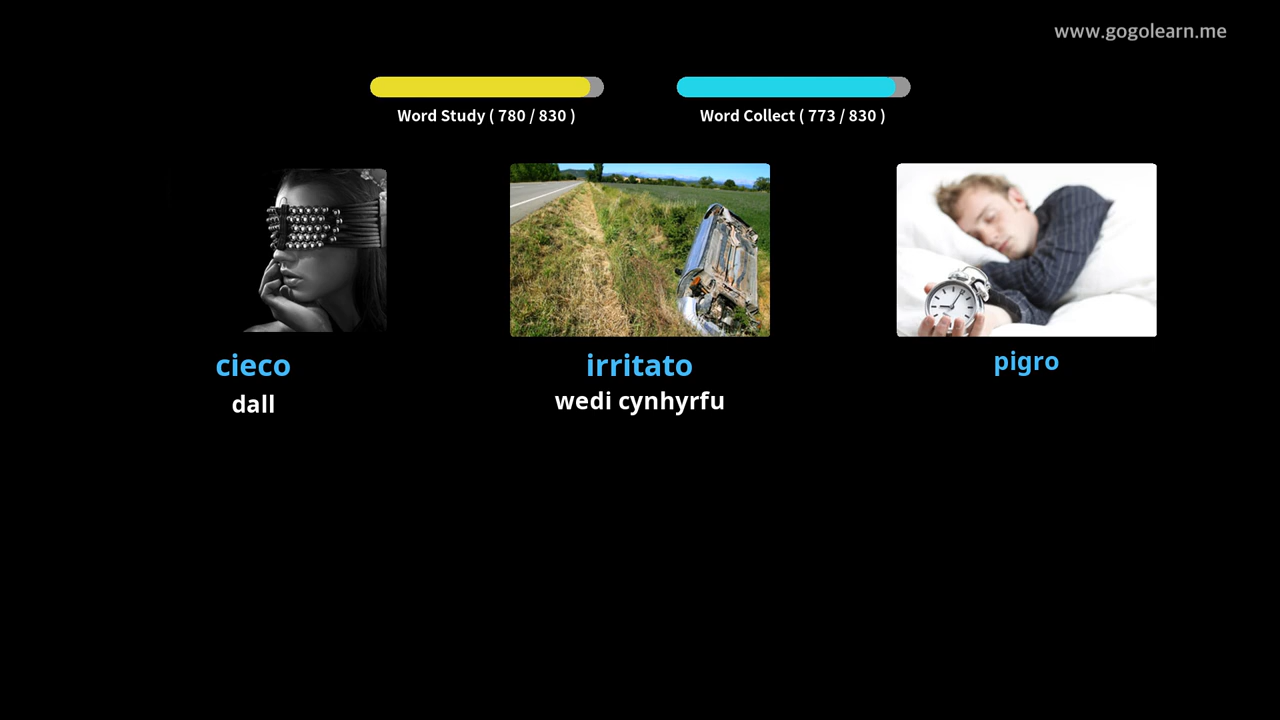 www.gogolearn.me
Word Study ( 780 / 830 )
Word Collect ( 773 / 830 )
cieco
dall
irritato
wedi cynhyrfu
pigro